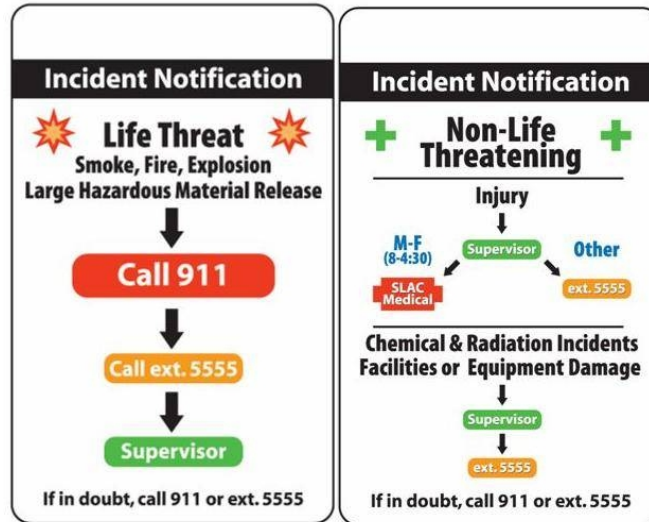 Incident Notification
Life Threat
Smoke, Fire, Explosion
Large Hazardous Material Release
Call 911
Call ext. 5555
Supervisor
If in doubt, call 911 or ext. 5555
Incident Notification
Non-Life
Threatening
Injury
M-F
(8-4:30)
Supervisor
Other
SLAC
Medical
ext. 5555
Chemical & Radiation Incidents
Facilities or Equipment Damage
Supervisor
ext. 5555
If in doubt, call 911 or ext. 5555